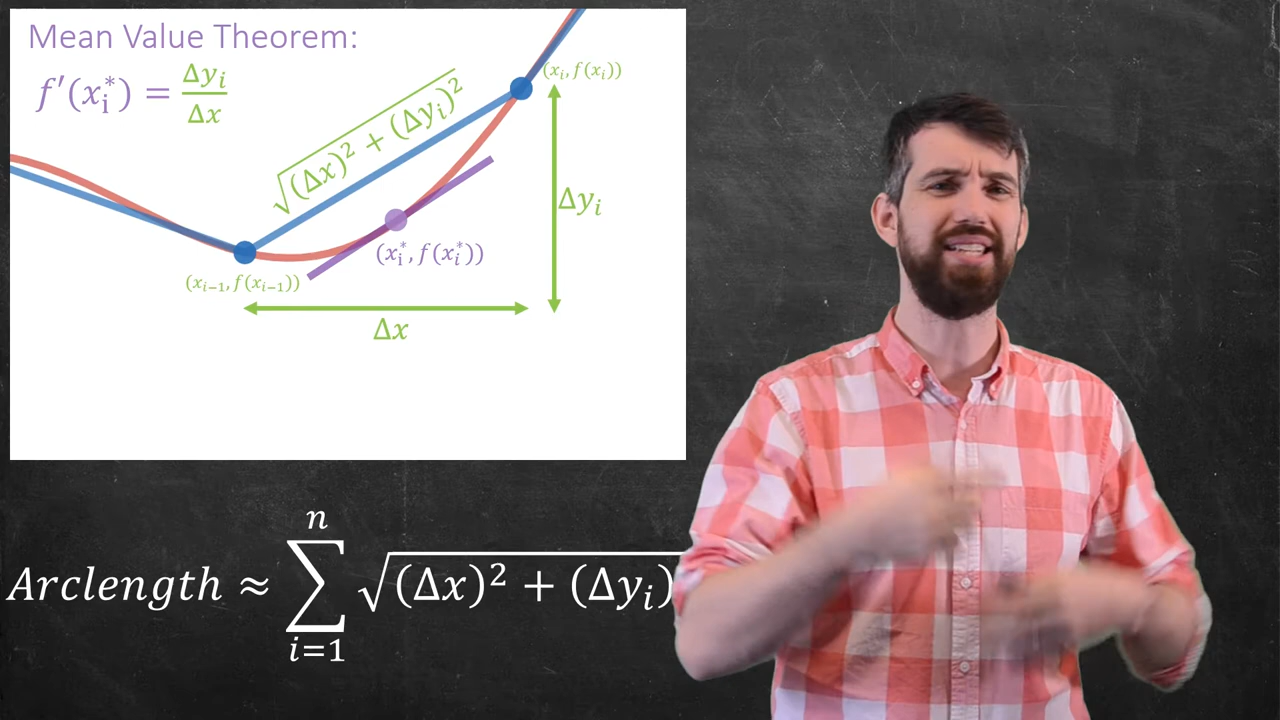 Mean Value Theorem:
f′(xᵢ*) = Δyᵢ/Δx
(xᵢ, f(xᵢ))
√((Δx)² + (Δyᵢ)²)
Δyᵢ
(xᵢ*, f(xᵢ*))
(xᵢ₋₁, f(xᵢ₋₁))
Δx
Arclength ≈ ∑ᵢ₌₁ⁿ √(Δx)² + (Δyᵢ)